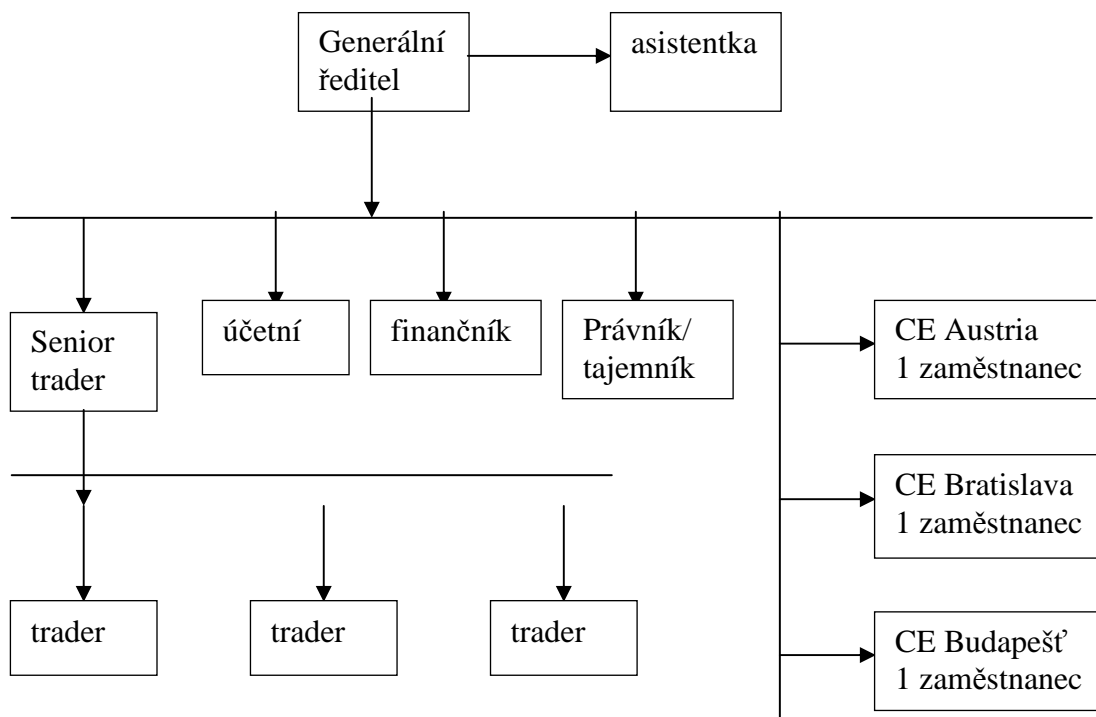 Generální
ředitel
asistentka
Senior
trader
účetní
finančník
Právník/
tajemník
CE Austria
1 zaměstnanec
CE Bratislava
1 zaměstnanec
trader
trader
trader
CE Budapešť
1 zaměstnanec